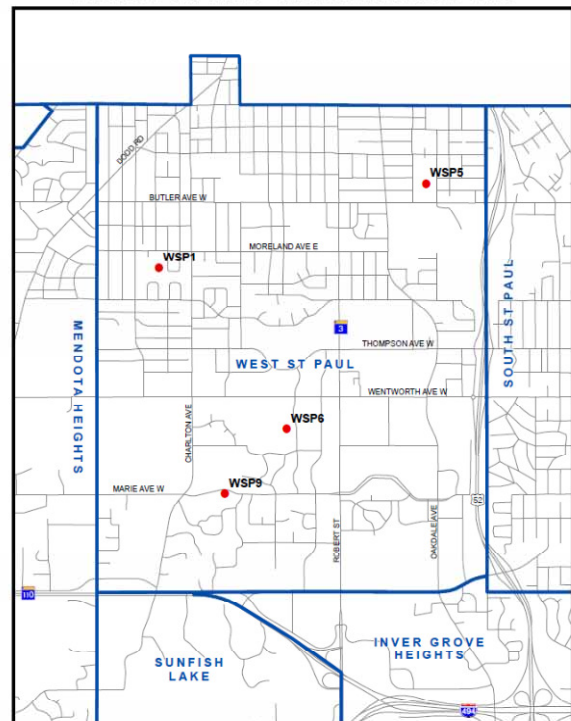 DODD RD
WSP5
BUTLER AVE W
MORELAND AVE E
WSP1
SOUTH ST PAUL
3
MENDOTA HEIGHTS
THOMPSON AVE W
WEST ST PAUL
WENTWORTH AVE W
CHARLTON AVE
WSP6
WSP9
MARIE AVE W
52
ROBERT ST
OAKDALE AVE
110
INVER GROVE
HEIGHTS
SUNFISH
LAKE
494